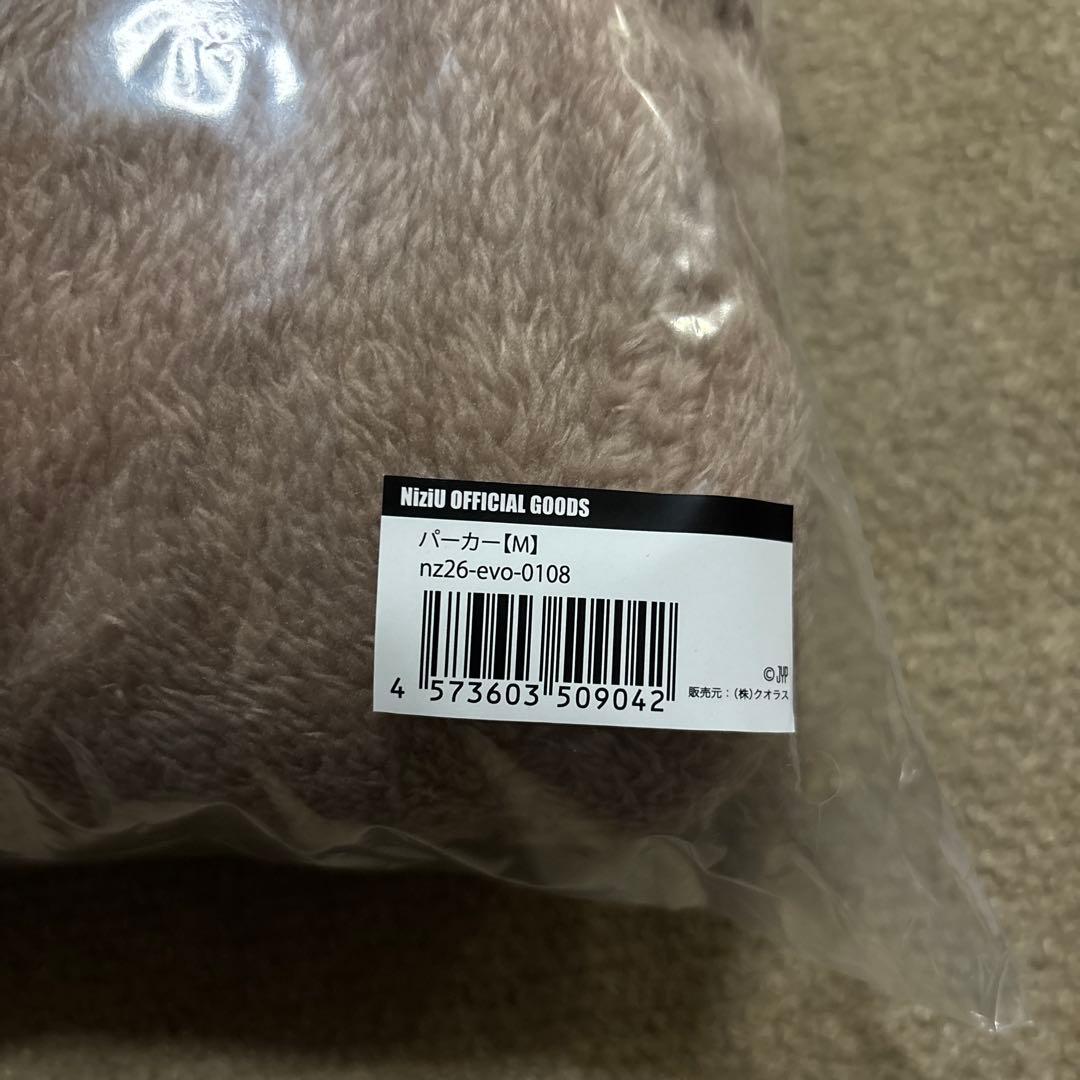 NiziU OFFICIAL GOODS
パーカー【M】
nz26-evo-0108
4 573603 509042
© JYP
販売元：(株)クオラス